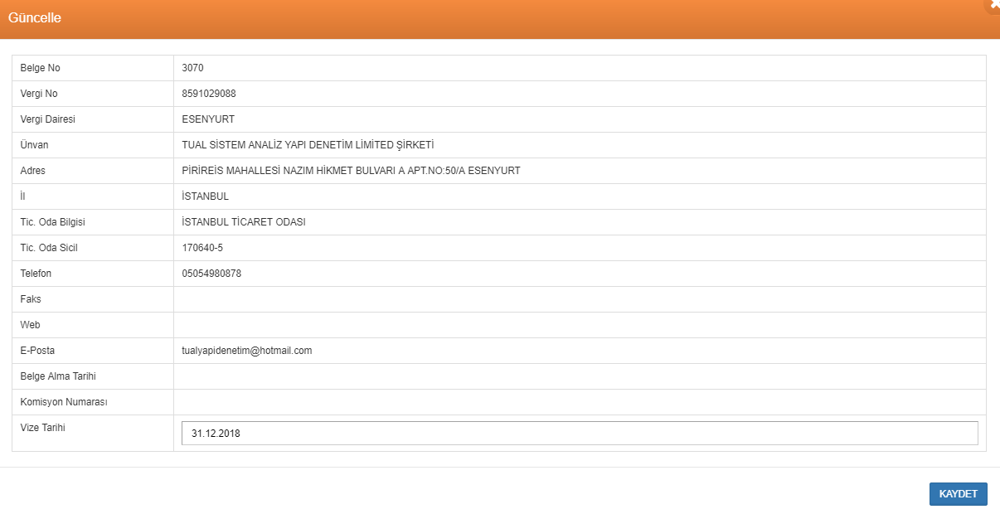 Güncelle
Belge No 3070
Vergi No 8591029088
Vergi Dairesi ESENYURT
Ünvan TUAL SİSTEM ANALİZ YAPI DENETİM LİMİTED ŞİRKETİ
Adres PİRİREİS MAHALLESİ NAZIM HİKMET BULVARI A APT.NO:50/A ESENYURT
İl İSTANBUL
Tic. Oda Bilgisi İSTANBUL TİCARET ODASI
Tic. Oda Sicil 170640-5
Telefon 05054980878
Faks
Web
E-Posta tualyapidenetim@hotmail.com
Belge Alma Tarihi
Komisyon Numarası
Vize Tarihi 31.12.2018
KAYDET